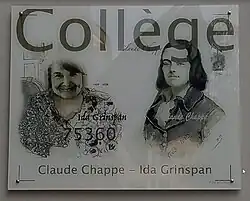 Collège
Ida Grinspan
Claude Chappe
75360
Claude Chappe – Ida Grinspan